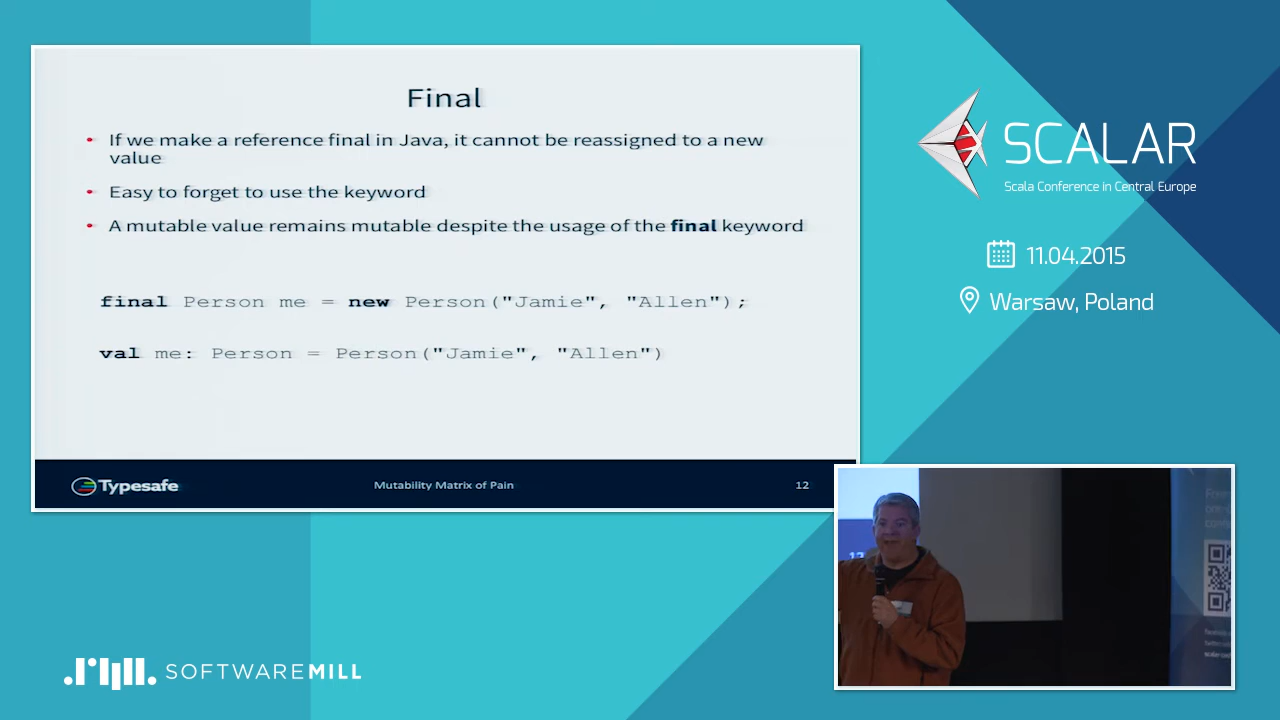 Final
• If we make a reference final in Java, it cannot be reassigned to a new
value
• Easy to forget to use the keyword
• A mutable value remains mutable despite the usage of the final keyword
final Person me = new Person("Jamie", "Allen");
val me: Person = Person("Jamie", "Allen")
Typesafe
Mutability Matrix of Pain
12
SCALAR
Scala Conference in Central Europe
11.04.2015
Warsaw, Poland
12
SOFTWAREMILL